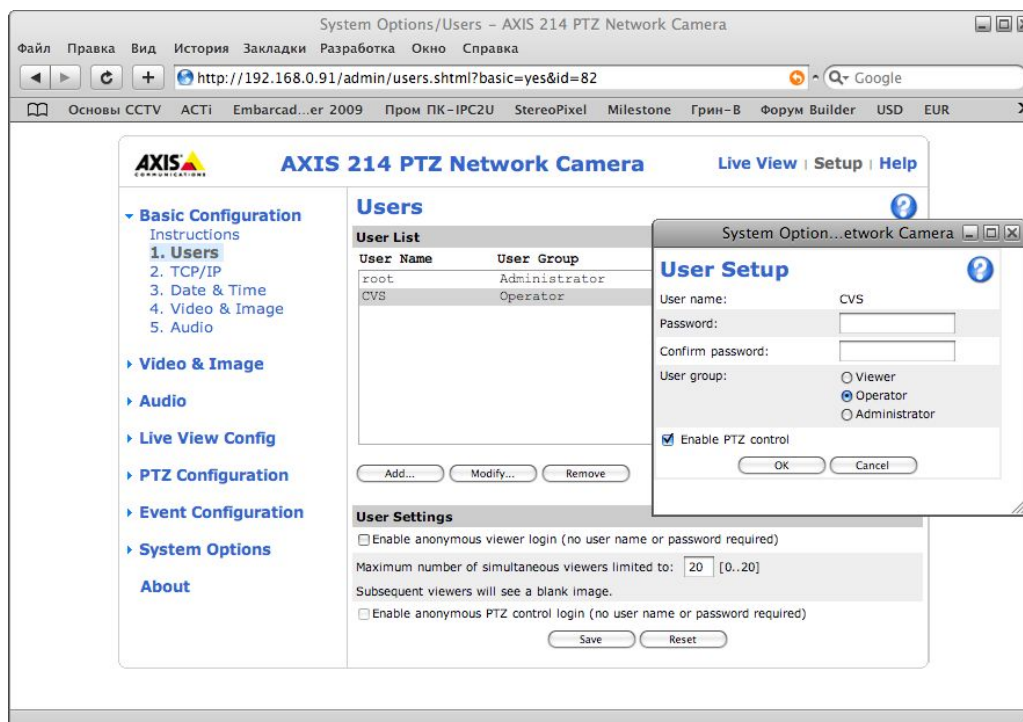 System Options/Users – AXIS 214 PTZ Network Camera
Файл Правка Вид История Закладки Разработка Окно Справка
http://192.168.0.91/admin/users.shtml?basic=yes&id=82
Google
Основы CCTV ACTi Embarcad...er 2009 Пром ПК-IPC2U StereoPixel Milestone Грин-В Форум Builder USD EUR
AXIS
COMMUNICATIONS
AXIS 214 PTZ Network Camera
Live View | Setup | Help
Basic Configuration
Instructions
1. Users
2. TCP/IP
3. Date & Time
4. Video & Image
5. Audio
Video & Image
Audio
Live View Config
PTZ Configuration
Event Configuration
System Options
About
Users
User List
User Name User Group
root Administrator
CVS Operator
Add... Modify... Remove
User Settings
Enable anonymous viewer login (no user name or password required)
Maximum number of simultaneous viewers limited to: 20 [0..20]
Subsequent viewers will see a blank image.
Enable anonymous PTZ control login (no user name or password required)
Save Reset
System Option...etwork Camera
User Setup
User name: CVS
Password:
Confirm password:
User group:
Viewer
Operator
Administrator
Enable PTZ control
OK Cancel